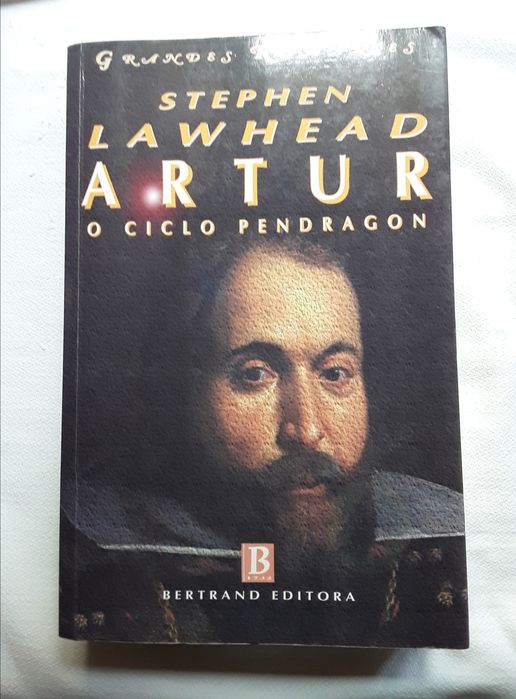 GRANDES
STEPHEN
LAWHEAD
ARTUR
O CICLO PENDRAGON
B
BERTRAND EDITORA